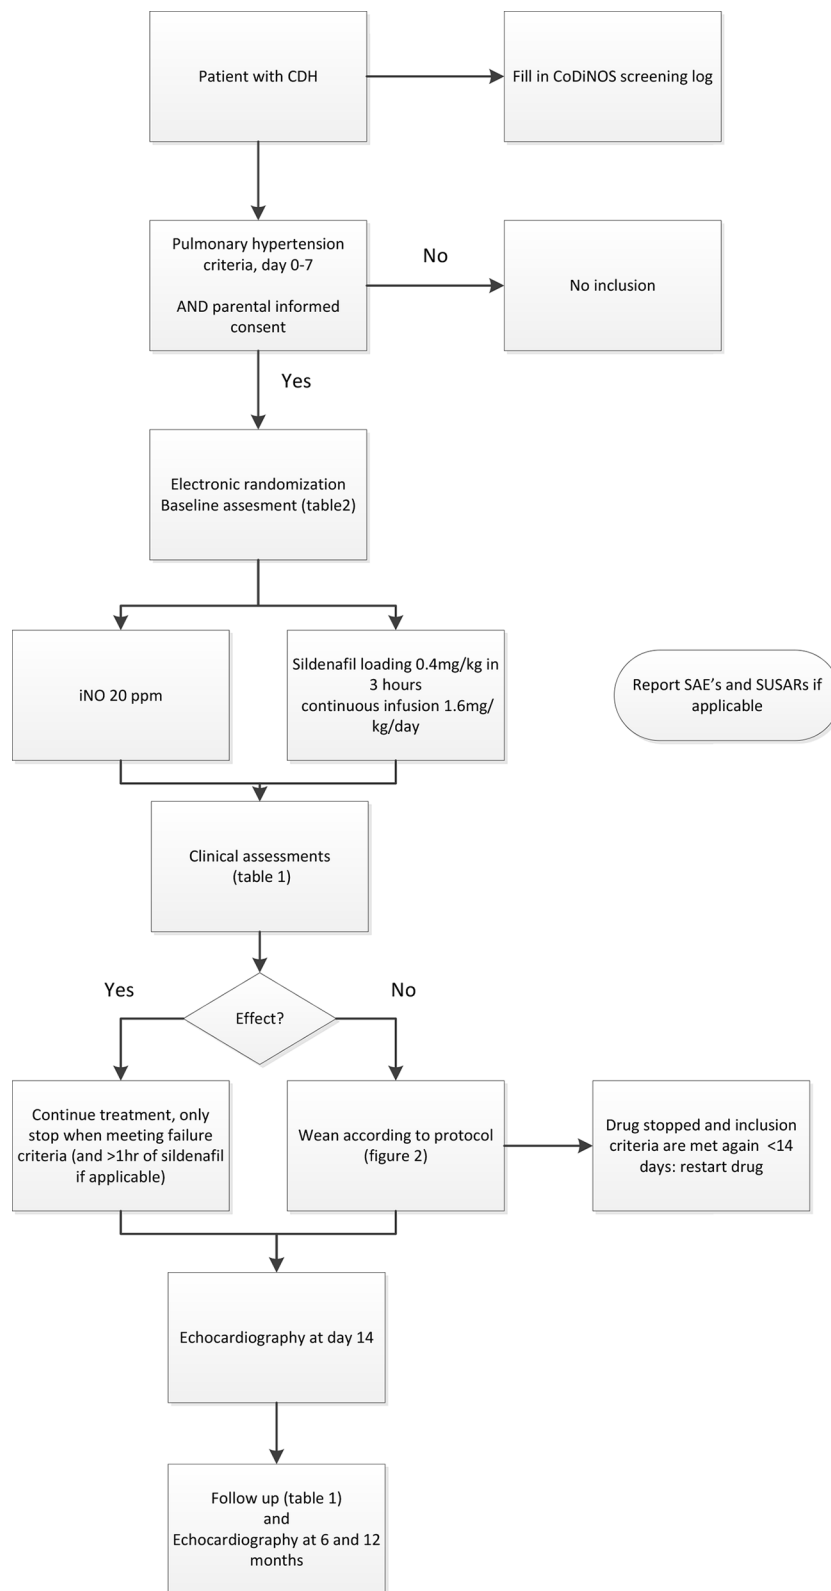 Patient with CDH
Fill in CoDiNOS screening log
Pulmonary hypertension
criteria, day 0-7
AND parental informed
consent
No
No inclusion
Yes
Electronic randomization
Baseline assesment (table2)
iNO 20 ppm
Sildenafil loading 0.4mg/kg in
3 hours
continuous infusion 1.6mg/
kg/day
Report SAE's and SUSARs if
applicable
Clinical assessments
(table 1)
Yes
Effect?
No
Continue treatment, only
stop when meeting failure
criteria (and >1hr of sildenafil
if applicable)
Wean according to protocol
(figure 2)
Drug stopped and inclusion
criteria are met again <14
days: restart drug
Echocardiography at day 14
Follow up (table 1)
and
Echocardiography at 6 and 12
months